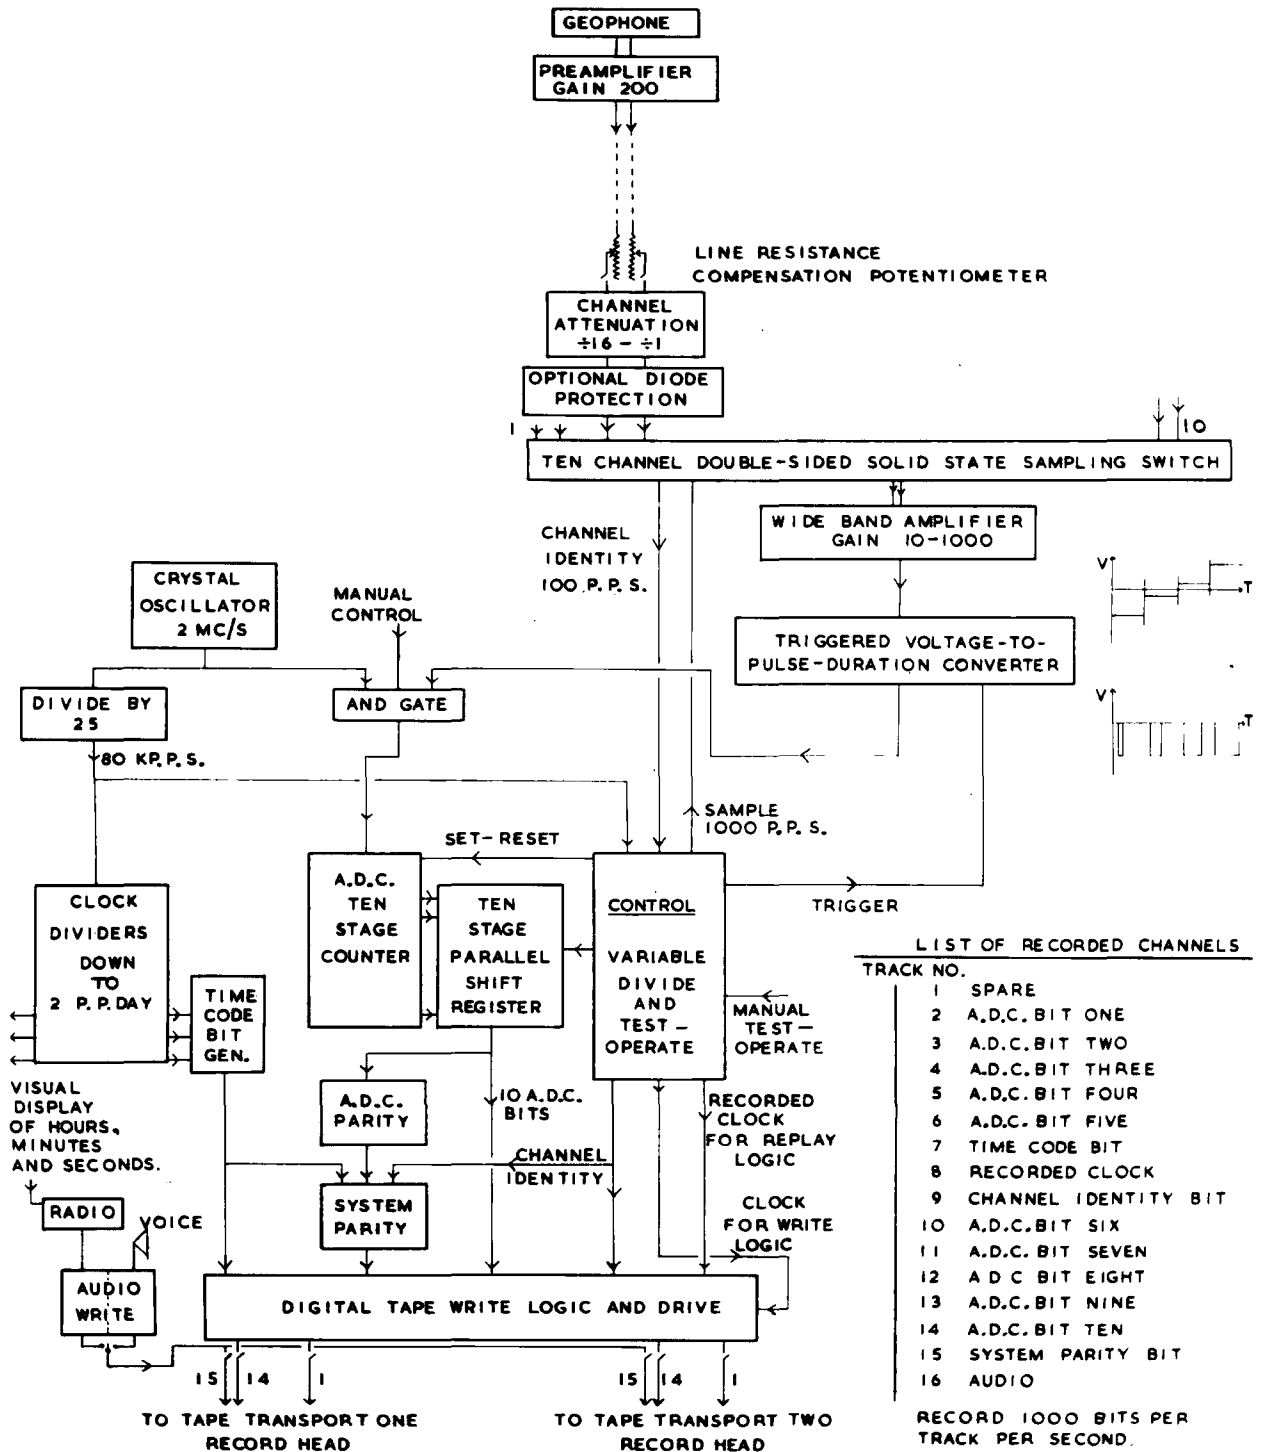 GEOPHONE
PREAMPLIFIER
GAIN 200
LINE RESISTANCE
COMPENSATION POTENTIOMETER
CHANNEL
ATTENUATION
÷16 - ÷1
OPTIONAL DIODE
PROTECTION
1
10
TEN CHANNEL DOUBLE-SIDED SOLID STATE SAMPLING SWITCH
WIDE BAND AMPLIFIER
GAIN 10-1000
CHANNEL
IDENTITY
100 P.P.S.
V
T
CRYSTAL
OSCILLATOR
2 MC/S
MANUAL
CONTROL
TRIGGERED VOLTAGE-TO-
PULSE-DURATION CONVERTER
DIVIDE BY
25
AND GATE
V
T
80 KP.P.S.
SAMPLE
1000 P.P.S.
SET-RESET
TRIGGER
CLOCK
DIVIDERS
DOWN
TO
2 P.P.DAY
TIME
CODE
BIT
GEN.
A.D.C.
TEN
STAGE
COUNTER
TEN
STAGE
PARALLEL
SHIFT
REGISTER
CONTROL
VARIABLE
DIVIDE
AND
TEST-
OPERATE
MANUAL
TEST-
OPERATE
VISUAL
DISPLAY
OF HOURS,
MINUTES
AND SECONDS.
A.D.C.
PARITY
10 A.D.C.
BITS
RECORDED
CLOCK
FOR REPLAY
LOGIC
CHANNEL
IDENTITY
SYSTEM
PARITY
CLOCK
FOR WRITE
LOGIC
RADIO
VOICE
AUDIO
WRITE
DIGITAL TAPE WRITE LOGIC AND DRIVE
15 14 1
15 14 1
TO TAPE TRANSPORT ONE
RECORD HEAD
TO TAPE TRANSPORT TWO
RECORD HEAD
LIST OF RECORDED CHANNELS
TRACK NO.
1 SPARE
2 A.D.C. BIT ONE
3 A.D.C. BIT TWO
4 A.D.C. BIT THREE
5 A.D.C. BIT FOUR
6 A.D.C. BIT FIVE
7 TIME CODE BIT
8 RECORDED CLOCK
9 CHANNEL IDENTITY BIT
10 A.D.C. BIT SIX
11 A.D.C. BIT SEVEN
12 A D C BIT EIGHT
13 A.D.C. BIT NINE
14 A.D.C. BIT TEN
15 SYSTEM PARITY BIT
16 AUDIO
RECORD 1000 BITS PER
TRACK PER SECOND.